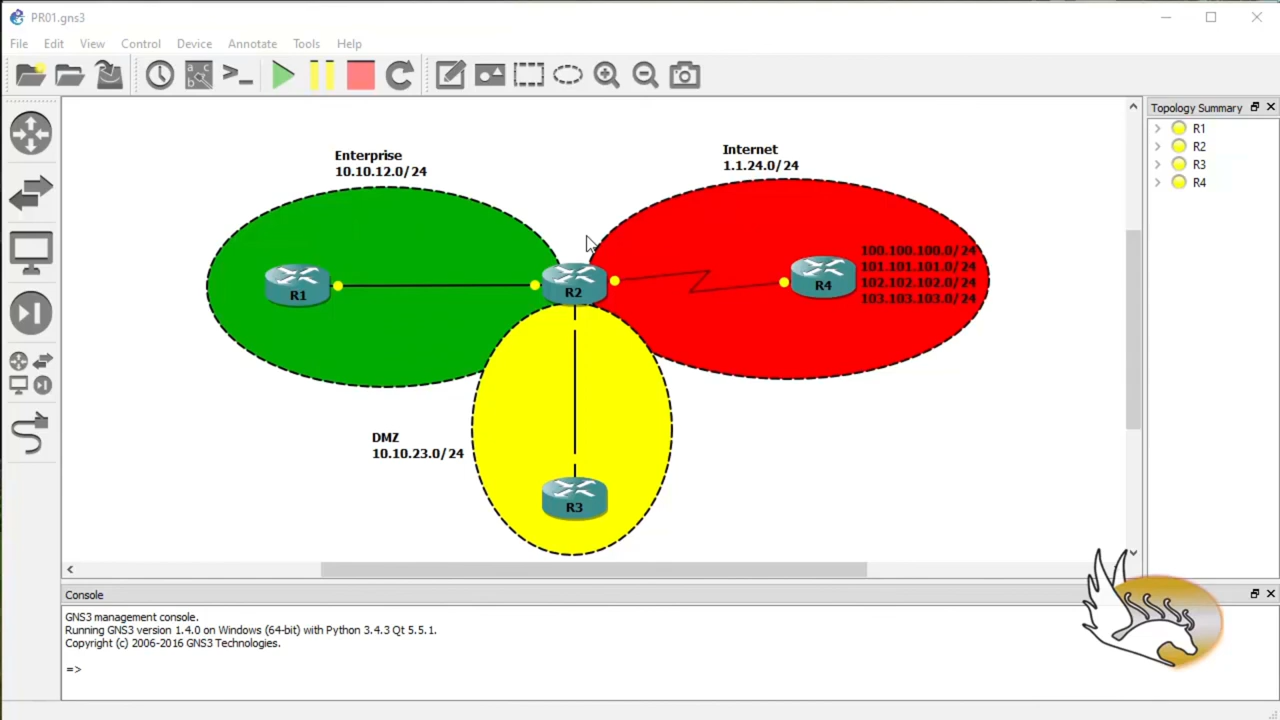 PR01.gns3
File Edit View Control Device Annotate Tools Help
Topology Summary
R1
R2
R3
R4
Enterprise
10.10.12.0/24
Internet
1.1.24.0/24
R1
R2
R4
100.100.100.0/24
101.101.101.0/24
102.102.102.0/24
103.103.103.0/24
DMZ
10.10.23.0/24
R3
Console
GNS3 management console.
Running GNS3 version 1.4.0 on Windows (64-bit) with Python 3.4.3 Qt 5.5.1.
Copyright (c) 2006-2016 GNS3 Technologies.
=>